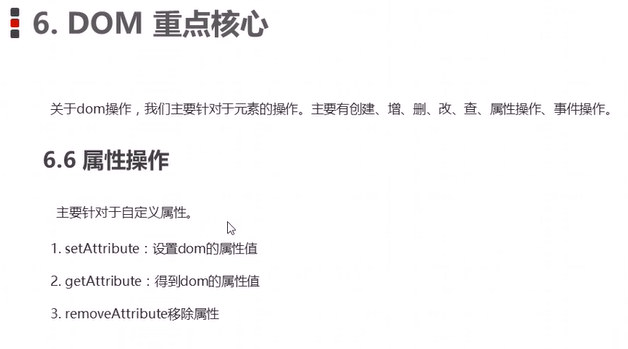 6. DOM 重点核心
关于dom操作，我们主要针对于元素的操作。主要有创建、增、删、改、查、属性操作、事件操作。
6.6 属性操作
主要针对于自定义属性。
1. setAttribute：设置dom的属性值
2. getAttribute：得到dom的属性值
3. removeAttribute移除属性